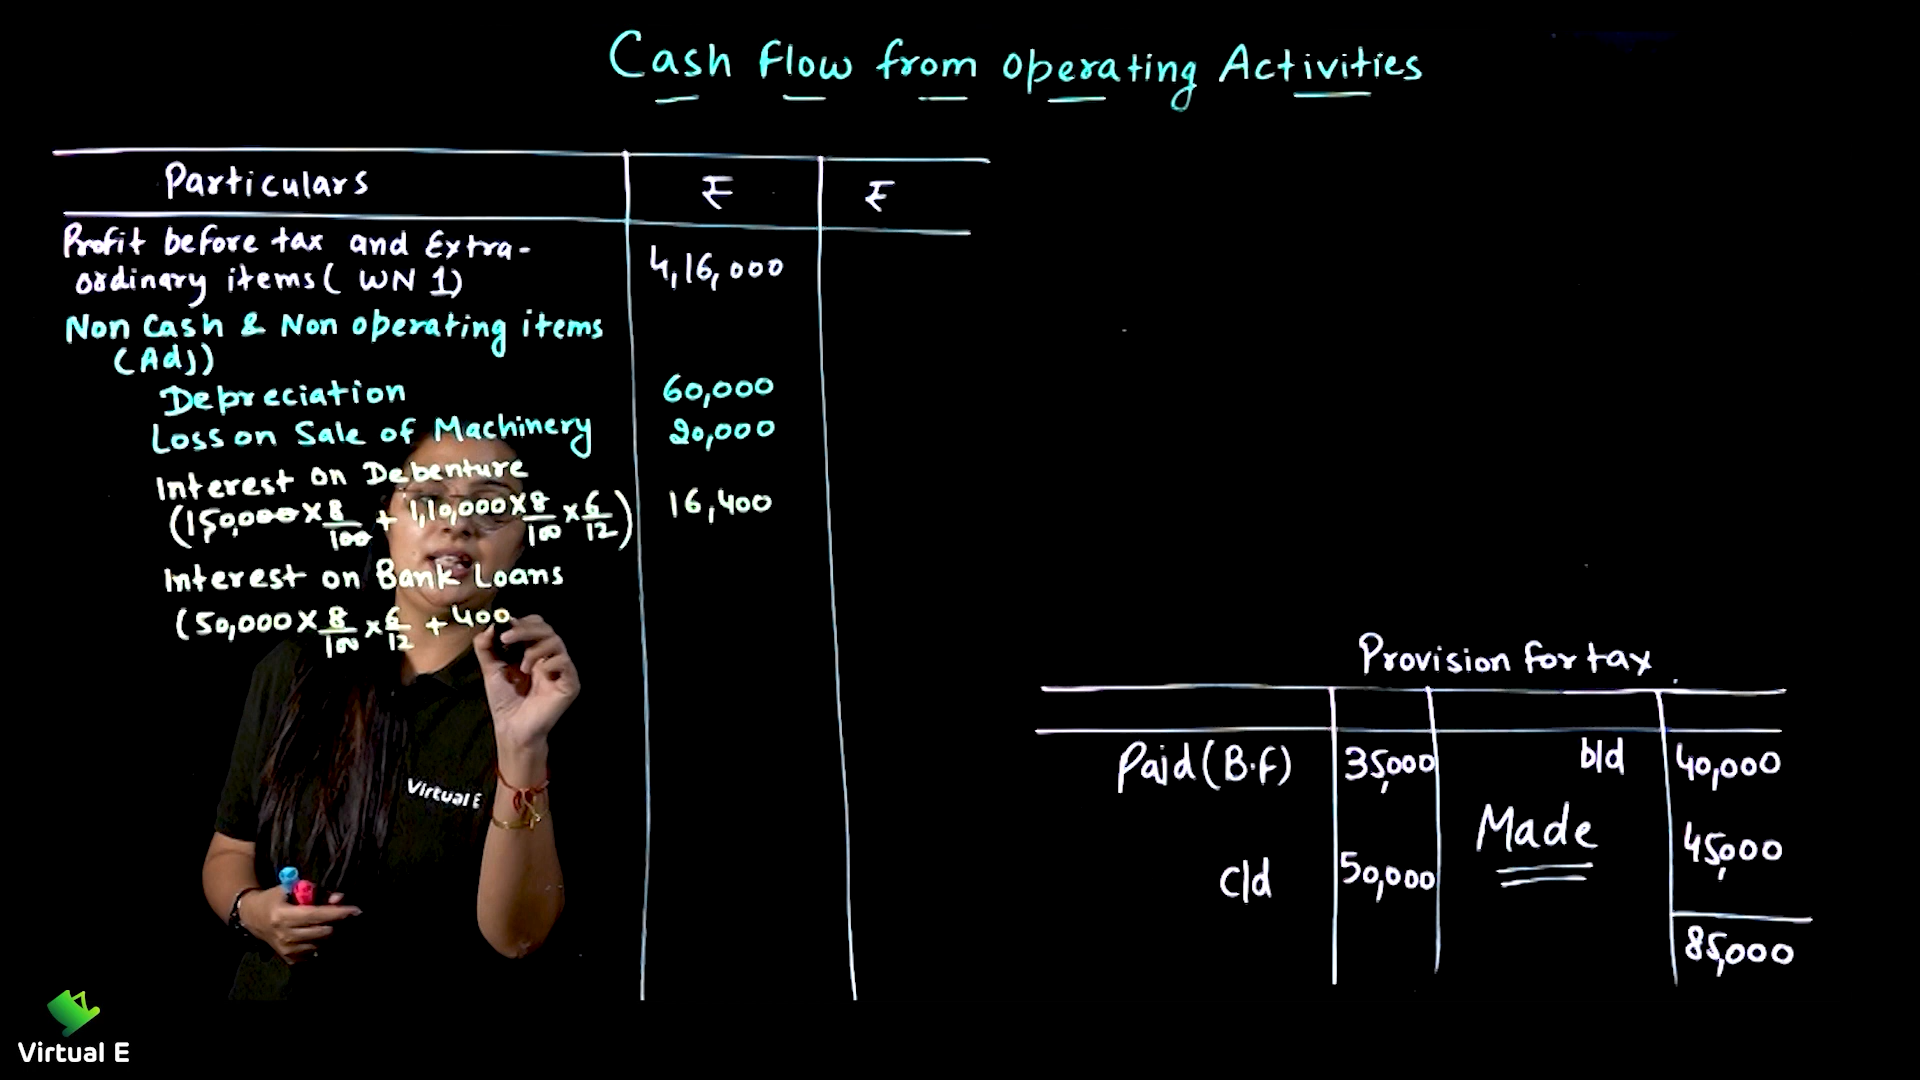 Cash Flow from operating Activities
Particulars ₹ ₹
Profit before tax and Extra-
ordinary items ( WN 1) 4,16,000
Non Cash & Non operating items
(Adj)
Depreciation 60,000
Loss on Sale of Machinery 20,000
Interest on Debenture
(150,000 × 8/100 + 1,10,000 × 8/100 × 6/12) 16,400
Interest on Bank Loans
(50,000 × 8/100 × 6/12 + 400
Provision for tax
Paid (B.F) 35,000 b/d 40,000
Made 45,000
c/d 50,000
85,000
Virtual E
Virtual E